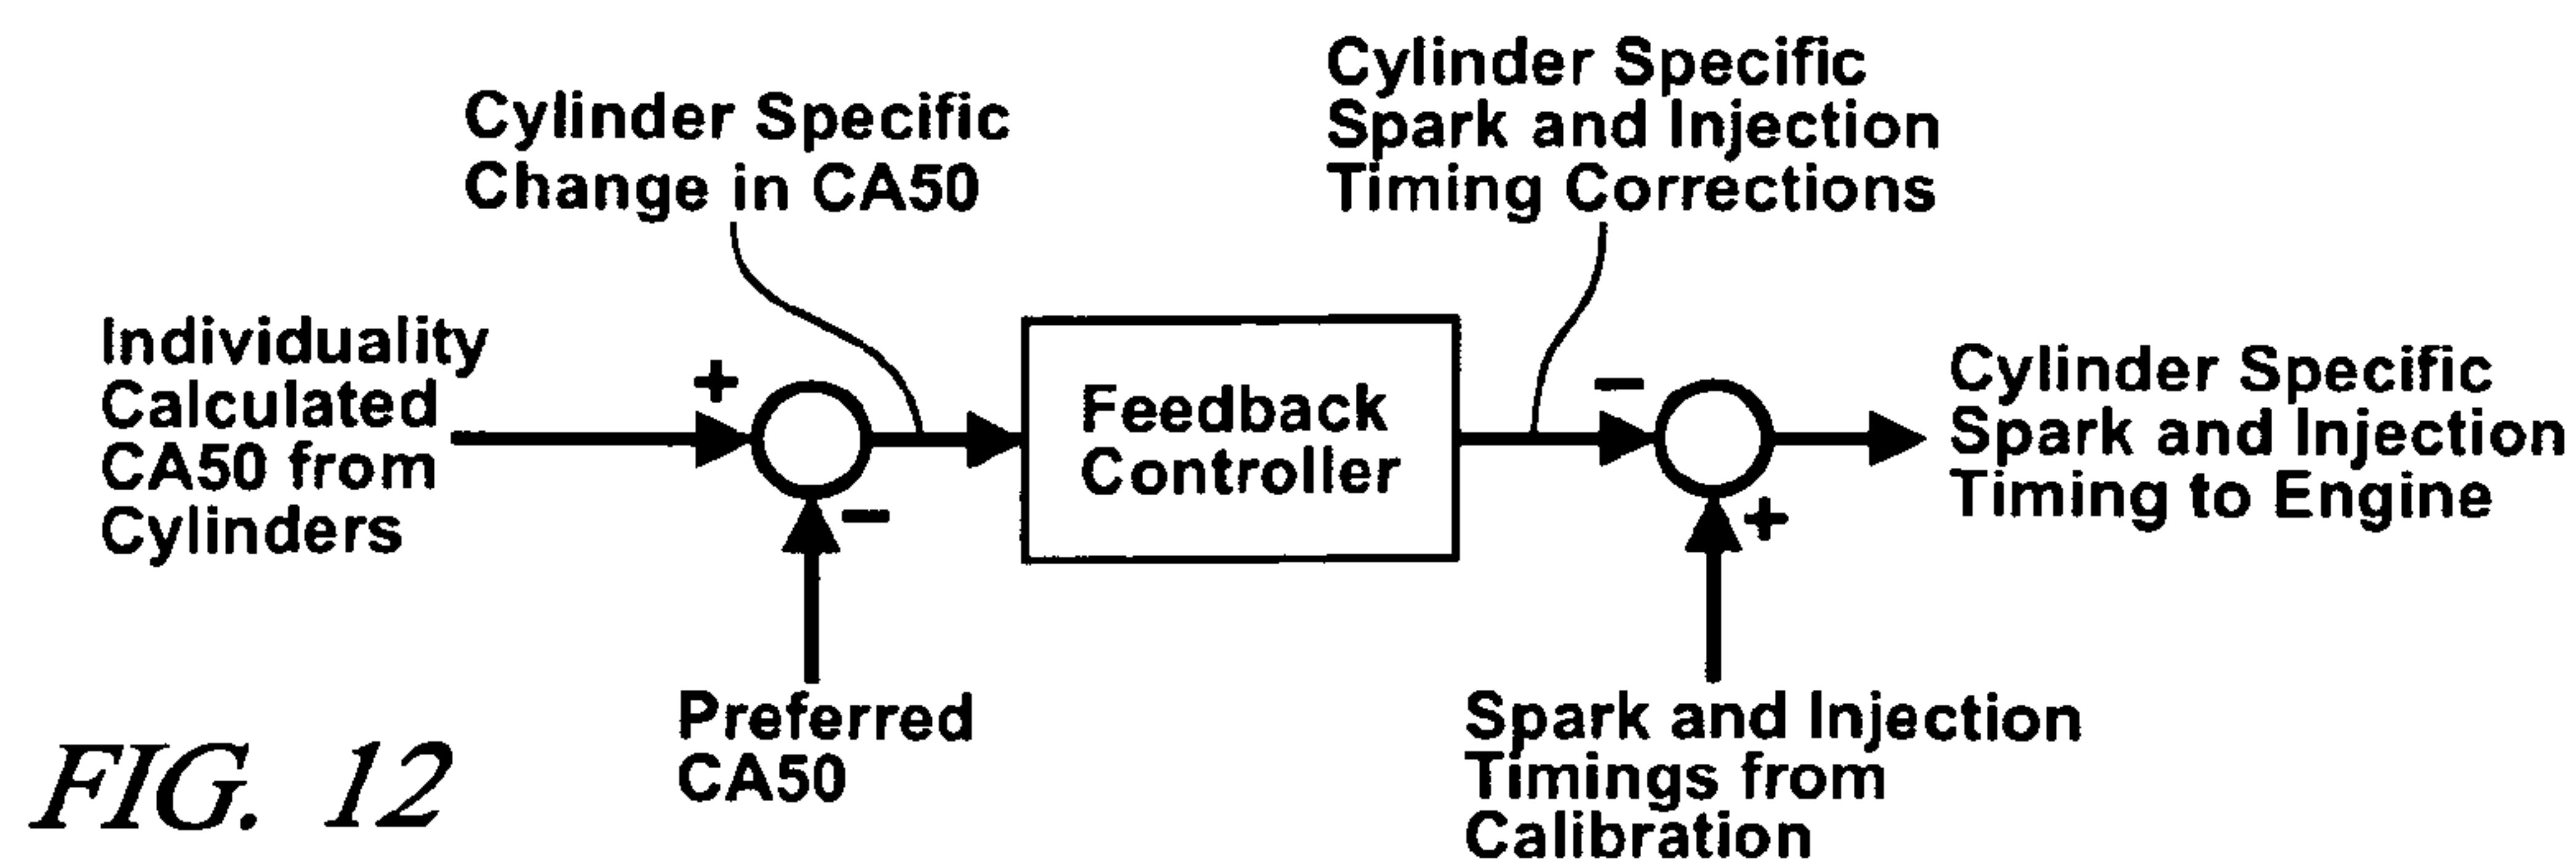 Cylinder Specific
Change in CA50
Cylinder Specific
Spark and Injection
Timing Corrections
Individuality
Calculated
CA50 from
Cylinders
+
−
Feedback
Controller
−
+
Cylinder Specific
Spark and Injection
Timing to Engine
Preferred
CA50
Spark and Injection
Timings from
Calibration
FIG. 12